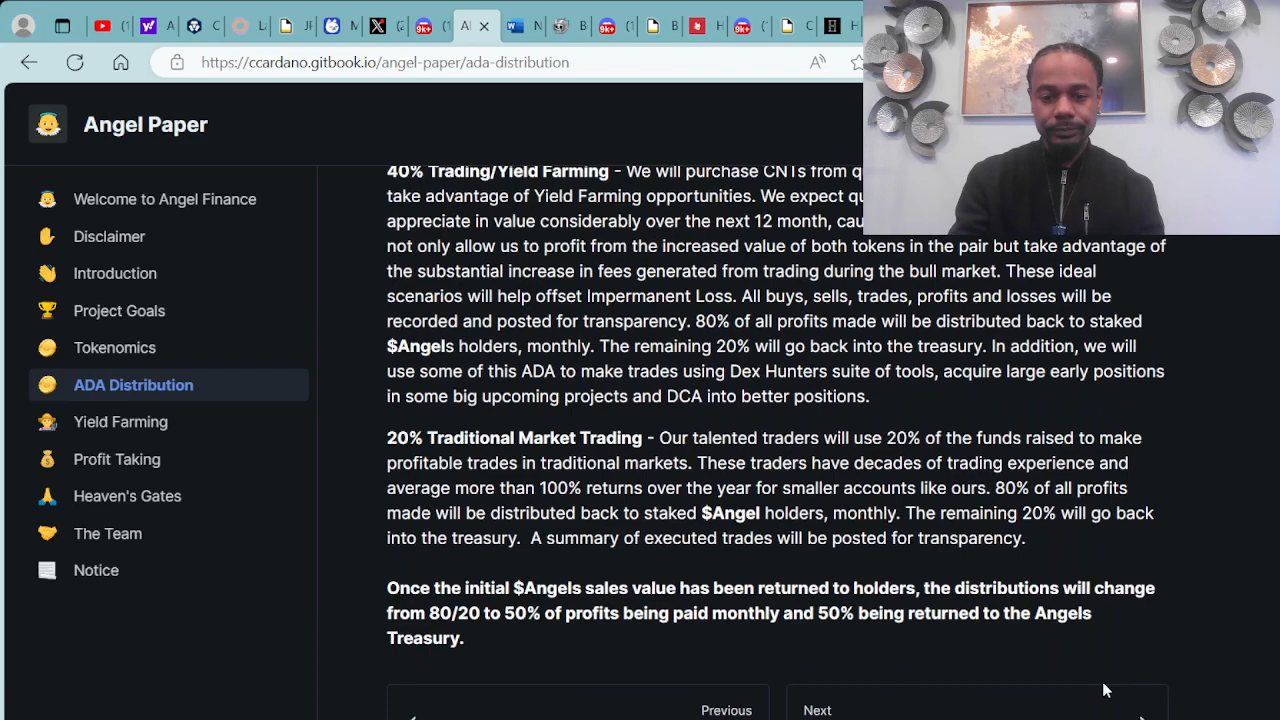 https://ccardano.gitbook.io/angel-paper/ada-distribution
Angel Paper
Welcome to Angel Finance
Disclaimer
Introduction
Project Goals
Tokenomics
ADA Distribution
Yield Farming
Profit Taking
Heaven's Gates
The Team
Notice
40% Trading/Yield Farming - We will purchase CNTs from
take advantage of Yield Farming opportunities. We expect
appreciate in value considerably over the next 12 month,
not only allow us to profit from the increased value of both tokens in the pair but take advantage of
the substantial increase in fees generated from trading during the bull market. These ideal
scenarios will help offset Impermanent Loss. All buys, sells, trades, profits and losses will be
recorded and posted for transparency. 80% of all profits made will be distributed back to staked
$Angels holders, monthly. The remaining 20% will go back into the treasury. In addition, we will
use some of this ADA to make trades using Dex Hunters suite of tools, acquire large early positions
in some big upcoming projects and DCA into better positions.
20% Traditional Market Trading - Our talented traders will use 20% of the funds raised to make
profitable trades in traditional markets. These traders have decades of trading experience and
average more than 100% returns over the year for smaller accounts like ours. 80% of all profits
made will be distributed back to staked $Angel holders, monthly. The remaining 20% will go back
into the treasury. A summary of executed trades will be posted for transparency.
Once the initial $Angels sales value has been returned to holders, the distributions will change
from 80/20 to 50% of profits being paid monthly and 50% being returned to the Angels
Treasury.
Previous
Next